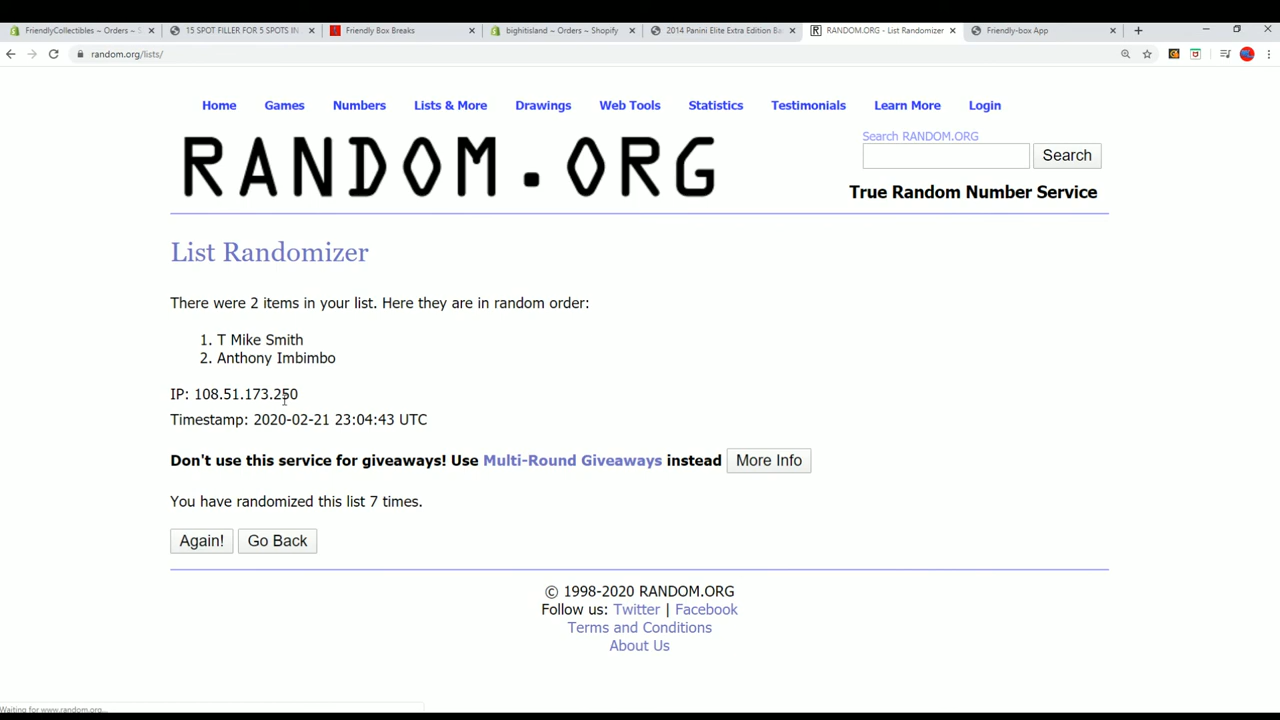 FriendlyCollectibles ~ Orders ~ S
15 SPOT FILLER FOR 5 SPOTS IN
Friendly Box Breaks
bighitisland ~ Orders ~ Shopify
2014 Panini Elite Extra Edition Ba
RANDOM.ORG - List Randomizer
Friendly-box App
random.org/lists/
Home Games Numbers Lists & More Drawings Web Tools Statistics Testimonials Learn More Login
RANDOM.ORG
Search RANDOM.ORG
Search
True Random Number Service
List Randomizer
There were 2 items in your list. Here they are in random order:
1. T Mike Smith
2. Anthony Imbimbo
IP: 108.51.173.250
Timestamp: 2020-02-21 23:04:43 UTC
Don't use this service for giveaways! Use Multi-Round Giveaways instead More Info
You have randomized this list 7 times.
Again! Go Back
© 1998-2020 RANDOM.ORG
Follow us: Twitter | Facebook
Terms and Conditions
About Us
Waiting for www.random.org...